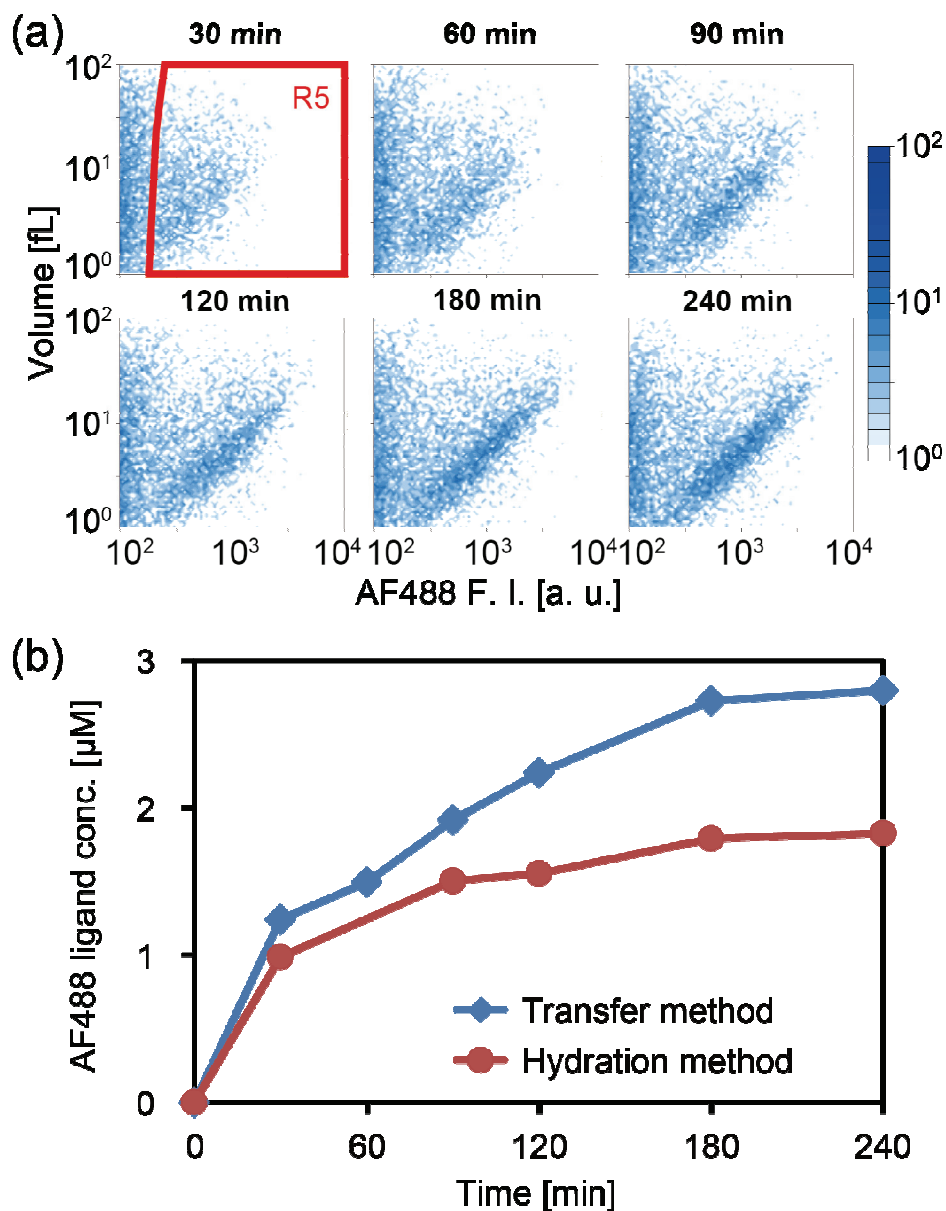 (a)
30 min 60 min 90 min
R5
Volume [fL]
10² 10¹ 10⁰
10² 10¹ 10⁰
120 min 180 min 240 min
10² 10¹ 10⁰
10² 10³ 10⁴ 10² 10³ 10⁴ 10² 10³ 10⁴
AF488 F. I. [a. u.]
(b)
AF488 ligand conc. [µM]
3
2
1
0
Transfer method
Hydration method
0 60 120 180 240
Time [min]